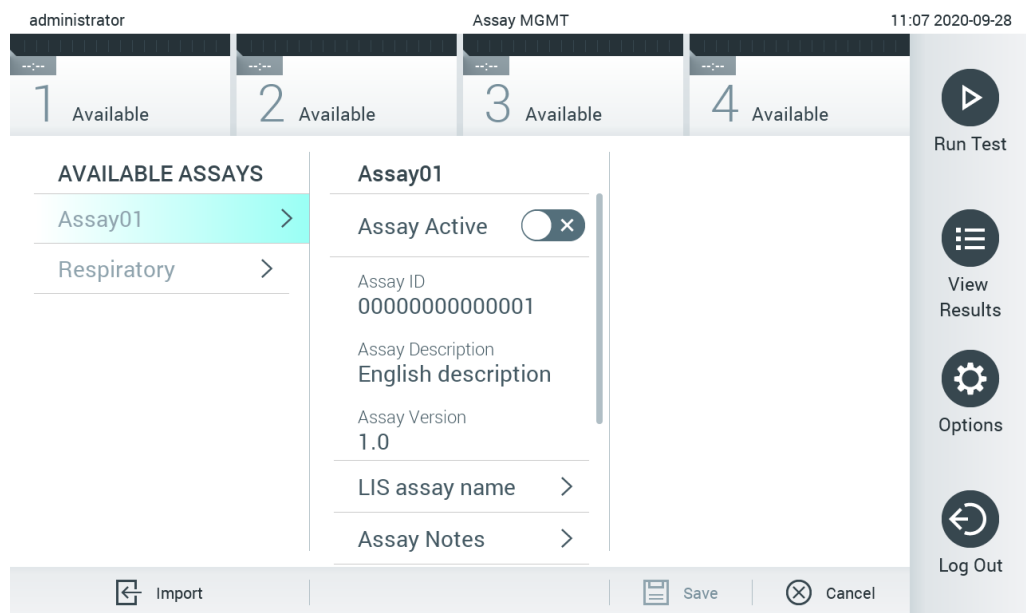 administrator
Assay MGMT
11:07 2020-09-28
--:--
1 Available
--:--
2 Available
--:--
3 Available
--:--
4 Available
Run Test
View
Results
Options
Log Out
AVAILABLE ASSAYS
Assay01
Respiratory
Assay01
Assay Active
Assay ID
00000000000001
Assay Description
English description
Assay Version
1.0
LIS assay name
Assay Notes
Import
Save
Cancel